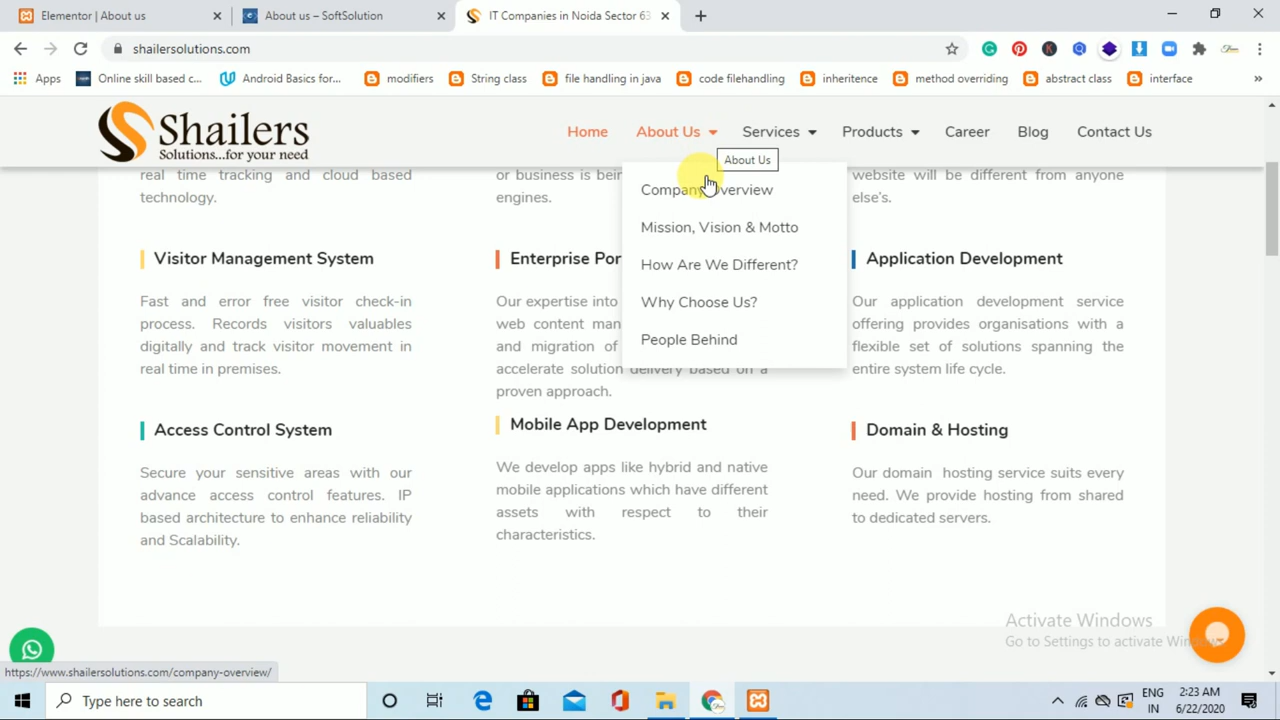 Elementor | About us
About us – SoftSolution
IT Companies in Noida Sector 63
shailersolutions.com
Apps
Online skill based c...
Android Basics for...
modifiers
String class
file handling in java
code filehandling
inheritence
method overriding
abstract class
interface
»
Shailers
Solutions...for your need
Home
About Us
Services
Products
Career
Blog
Contact Us
About Us
Company Overview
Mission, Vision & Motto
How Are We Different?
Why Choose Us?
People Behind
real time tracking and cloud based
technology.
or business is bein
engines.
website will be different from anyone
else's.
Visitor Management System
Fast and error free visitor check-in
process. Records visitors valuables
digitally and track visitor movement in
real time in premises.
Enterprise Por
Our expertise into
web content man
and migration of
accelerate solution delivery based on a
proven approach.
Application Development
Our application development service
offering provides organisations with a
flexible set of solutions spanning the
entire system life cycle.
Access Control System
Secure your sensitive areas with our
advance access control features. IP
based architecture to enhance reliability
and Scalability.
Mobile App Development
We develop apps like hybrid and native
mobile applications which have different
assets with respect to their
characteristics.
Domain & Hosting
Our domain hosting service suits every
need. We provide hosting from shared
to dedicated servers.
Activate Windows
Go to Settings to activate Windows.
https://www.shailersolutions.com/company-overview/
Type here to search
ENG
IN
2:23 AM
6/22/2020